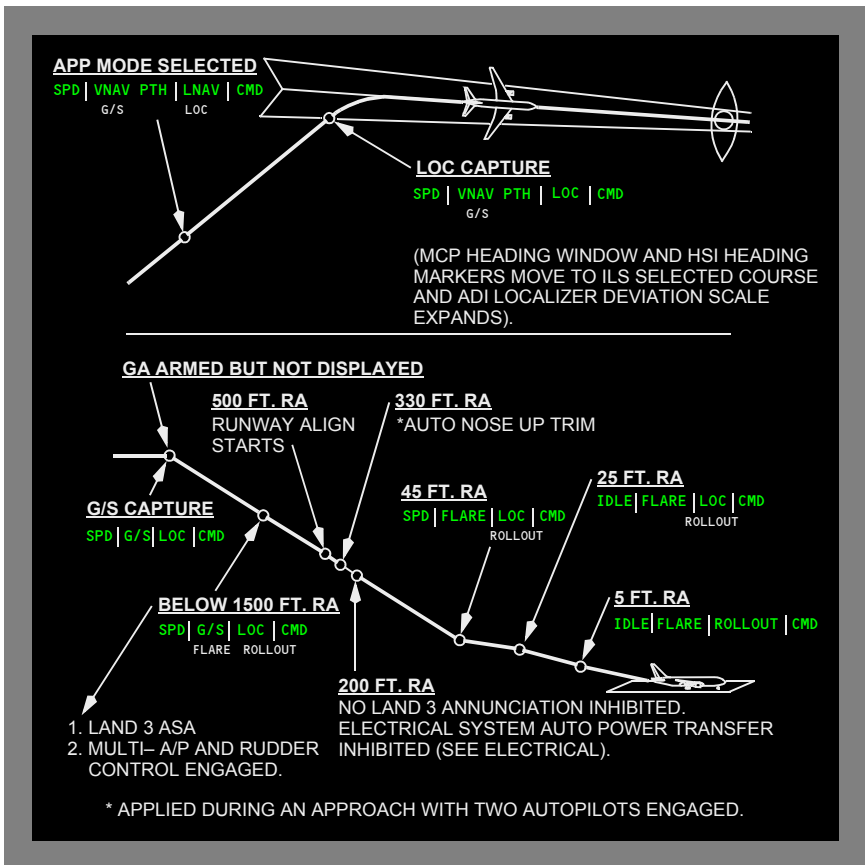 APP MODE SELECTED
SPD | VNAV PTH | LNAV | CMD
G/S LOC
LOC CAPTURE
SPD | VNAV PTH | LOC | CMD
G/S
(MCP HEADING WINDOW AND HSI HEADING
MARKERS MOVE TO ILS SELECTED COURSE
AND ADI LOCALIZER DEVIATION SCALE
EXPANDS).
GA ARMED BUT NOT DISPLAYED
500 FT. RA
RUNWAY ALIGN
STARTS
330 FT. RA
*AUTO NOSE UP TRIM
G/S CAPTURE
SPD | G/S | LOC | CMD
45 FT. RA
SPD | FLARE | LOC | CMD
ROLLOUT
25 FT. RA
IDLE | FLARE | LOC | CMD
ROLLOUT
BELOW 1500 FT. RA
SPD | G/S | LOC | CMD
FLARE ROLLOUT
5 FT. RA
IDLE | FLARE | ROLLOUT | CMD
1. LAND 3 ASA
2. MULTI– A/P AND RUDDER
CONTROL ENGAGED.
200 FT. RA
NO LAND 3 ANNUNCIATION INHIBITED.
ELECTRICAL SYSTEM AUTO POWER TRANSFER
INHIBITED (SEE ELECTRICAL).
* APPLIED DURING AN APPROACH WITH TWO AUTOPILOTS ENGAGED.